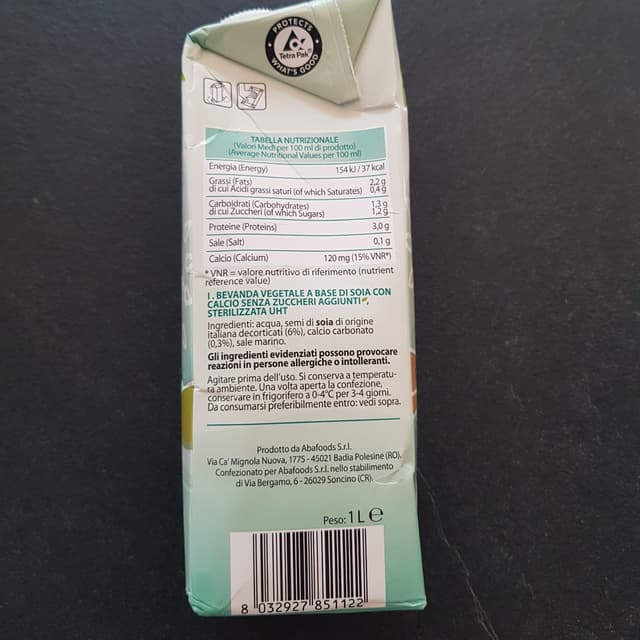 PROTECTS
Tetra Pak®
WHAT'S GOOD
TABELLA NUTRIZIONALE
(Valori Medi per 100 ml di prodotto)
(Average Nutritional Values per 100 ml)
Energia (Energy) 154 kJ / 37 kcal
Grassi (Fats) 2,2 g
di cui Acidi grassi saturi (of which Saturates) 0,4 g
Carboidrati (Carbohydrates) 1,3 g
di cui Zuccheri (of which Sugars) 1,2 g
Proteine (Proteins) 3,0 g
Sale (Salt) 0,1 g
Calcio (Calcium) 120 mg (15% VNR*)
* VNR = valore nutritivo di riferimento (nutrient
reference value)
I. BEVANDA VEGETALE A BASE DI SOIA CON
CALCIO SENZA ZUCCHERI AGGIUNTI
STERILIZZATA UHT
Ingredienti: acqua, semi di soia di origine
italiana decorticati (6%), calcio carbonato
(0,3%), sale marino.
Gli ingredienti evidenziati possono provocare
reazioni in persone allergiche o intolleranti.
Agitare prima dell'uso. Si conserva a temperatu-
ra ambiente. Una volta aperta la confezione,
conservare in frigorifero a 0-4°C per 3-4 giorni.
Da consumarsi preferibilmente entro: vedi sopra.
Prodotto da Abafoods S.r.l.
Via Ca' Mignola Nuova, 1775 - 45021 Badia Polesine (RO).
Confezionato per Abafoods S.r.l. nello stabilimento
di Via Bergamo, 6 - 26029 Soncino (CR).
Peso: 1 L e
8 032927 851122